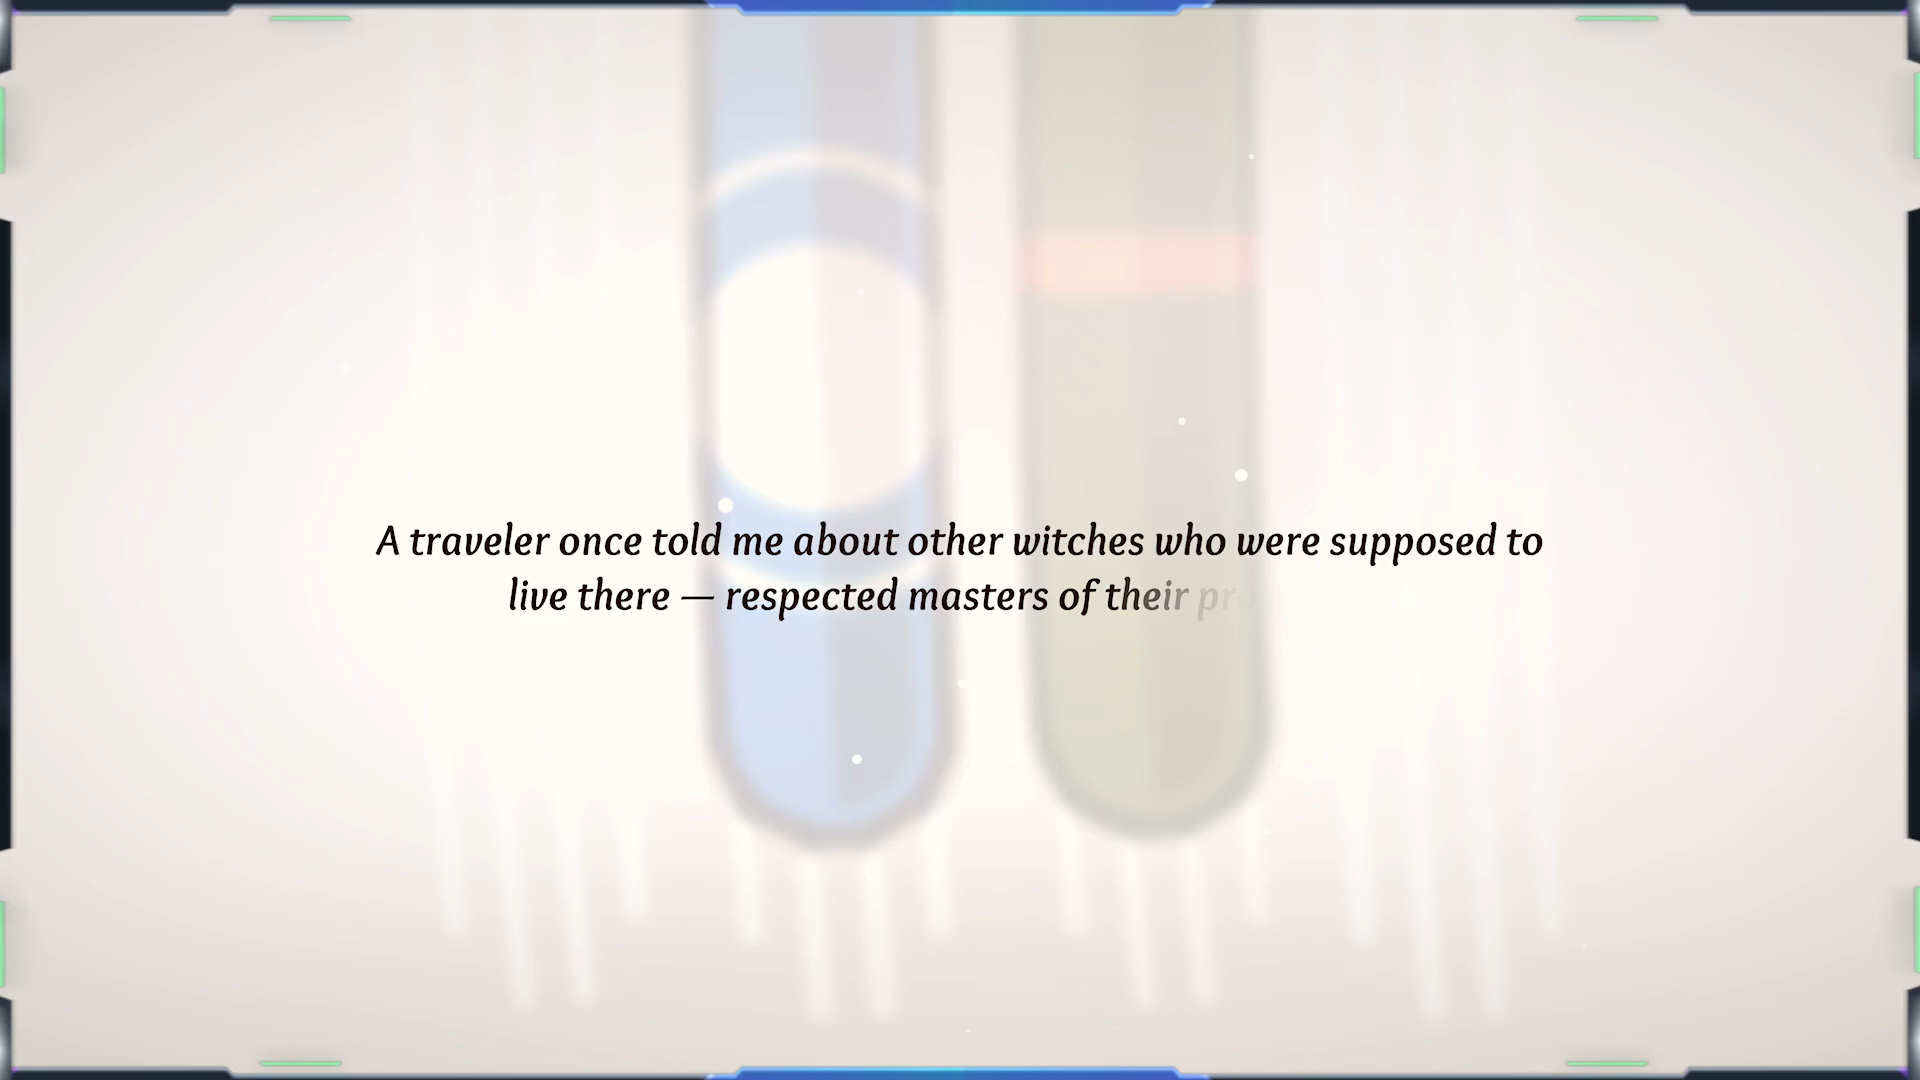 A traveler once told me about other witches who were supposed to
live there — respected masters of their